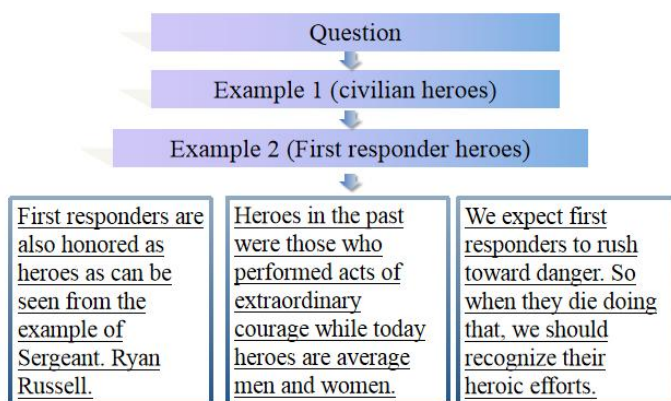 Question
Example 1 (civilian heroes)
Example 2 (First responder heroes)
First responders are
also honored as
heroes as can be
seen from the
example of
Sergeant. Ryan
Russell.
Heroes in the past
were those who
performed acts of
extraordinary
courage while today
heroes are average
men and women.
We expect first
responders to rush
toward danger. So
when they die doing
that, we should
recognize their
heroic efforts.